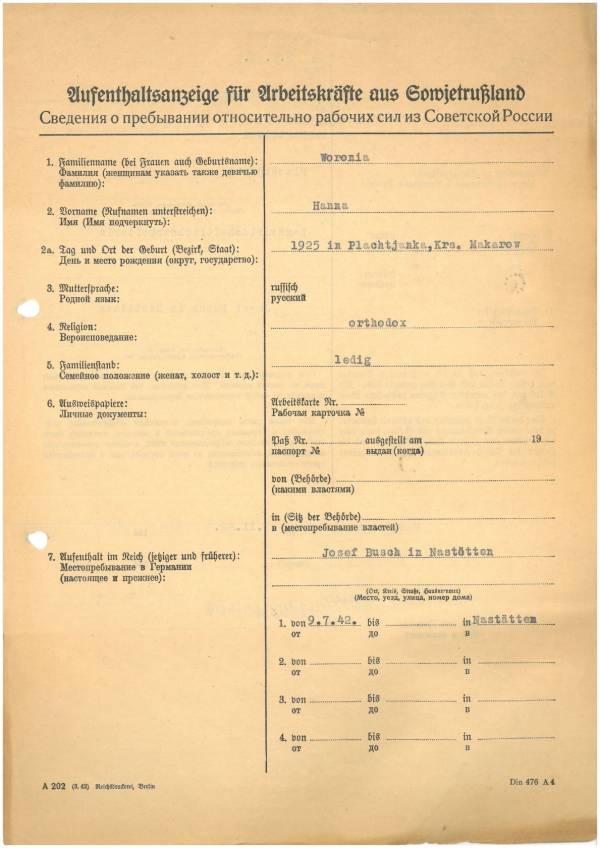 Aufenthaltsanzeige für Arbeitskräfte aus Sowjetrußland
Сведения о пребывании относительно рабочих сил из Советской России
1. Familienname (bei Frauen auch Geburtsname):
Фамилия (женщинам указать также девичью
фамилию):
Woronia
2. Vorname (Rufnamen unterstreichen):
Имя (Имя подчеркнуть):
Hanna
2a. Tag und Ort der Geburt (Bezirk, Staat):
День и место рождения (округ, государство):
1925 in Plachtjanka, Krs. Makarow
3. Muttersprache:
Родной язык:
russisch
русский
4. Religion:
Вероисповедание:
orthodox
5. Familienstand:
Семейное положение (женат, холост и т. д.):
ledig
6. Ausweispapiere:
Личные документы:
Arbeitskarte Nr.
Рабочая карточка №
Paß Nr. ausgestellt am 19
паспорт № выдан (когда)
von (Behörde)
(какими властями)
in (Sitz der Behörde)
в (местопребывание властей)
7. Aufenthalt im Reich (jetziger und früherer):
Местопребывание в Германии
(настоящее и прежнее):
Josef Busch in Nastötten
(Ort, Kreis, Straße, Hausnummer)
(Место, уезд, улица, номер дома)
1. von 9.7.42. bis in Nastätten
от до в
2. von bis in
от до в
3. von bis in
от до в
4. von bis in
от до в
A 202 (3. 42) Reichsdruckerei, Berlin
Din 476 A 4